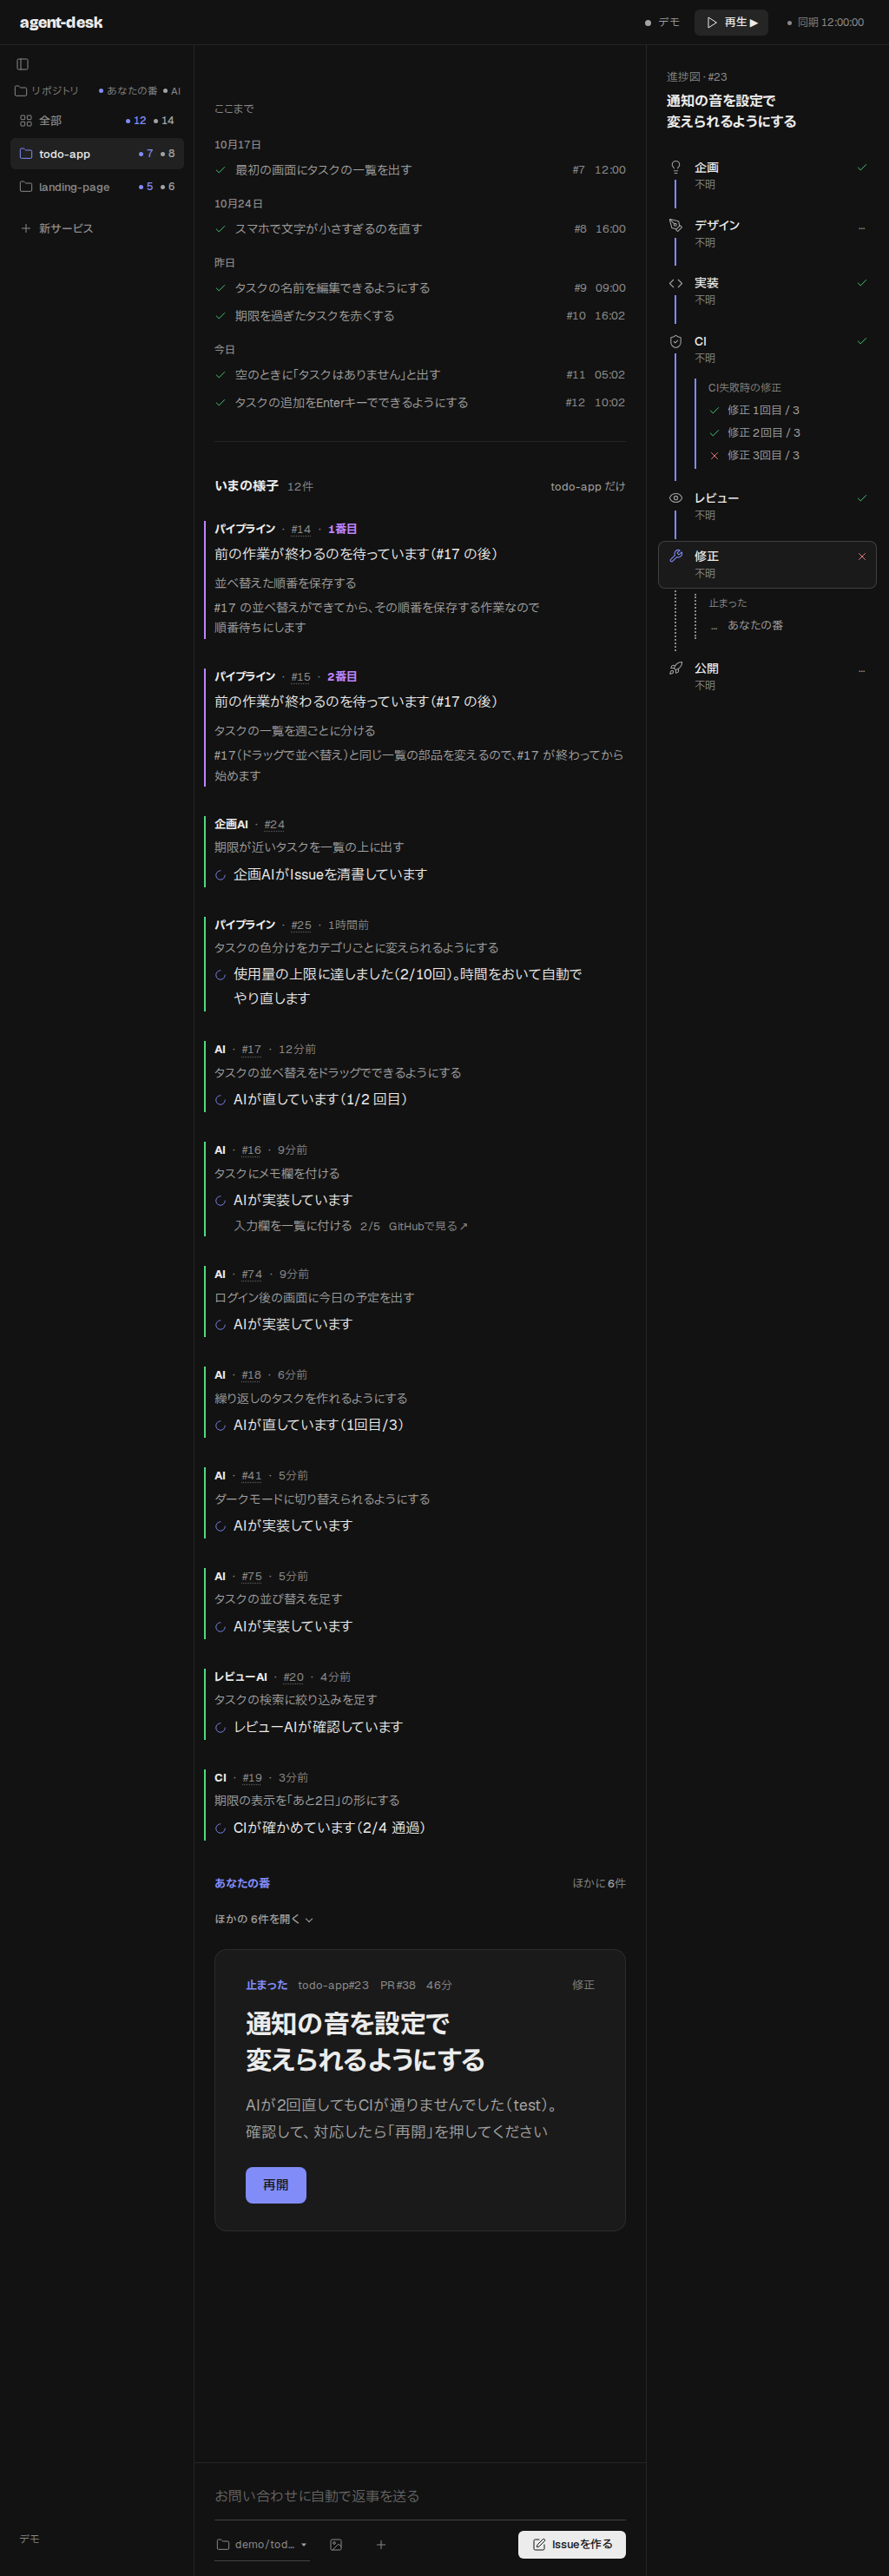 agent-desk
デモ
再生 ▶
同期 12:00:00
リポジトリ
あなたの番
AI
全部
12
14
todo-app
7
8
landing-page
5
6
新サービス
ここまで
10月17日
最初の画面にタスクの一覧を出す #7 12:00
10月24日
スマホで文字が小さすぎるのを直す #8 16:00
昨日
タスクの名前を編集できるようにする #9 09:00
期限を過ぎたタスクを赤くする #10 16:02
今日
空のときに「タスクはありません」と出す #11 05:02
タスクの追加をEnterキーでできるようにする #12 10:02
いまの様子 12件 todo-app だけ
パイプライン · #14 · 1番目
前の作業が終わるのを待っています(#17 の後)
並べ替えた順番を保存する
#17 の並べ替えができてから、その順番を保存する作業なので
順番待ちにします
パイプライン · #15 · 2番目
前の作業が終わるのを待っています(#17 の後)
タスクの一覧を週ごとに分ける
#17(ドラッグで並べ替え)と同じ一覧の部品を変えるので、#17 が終わってから
始めます
企画AI · #24
期限が近いタスクを一覧の上に出す
企画AIがIssueを清書しています
パイプライン · #25 · 1時間前
タスクの色分けをカテゴリごとに変えられるようにする
使用量の上限に達しました(2/10回)。時間をおいて自動で
やり直します
AI · #17 · 12分前
タスクの並べ替えをドラッグでできるようにする
AIが直しています(1/2 回目)
AI · #16 · 9分前
タスクにメモ欄を付ける
AIが実装しています
入力欄を一覧に付ける 2/5 GitHubで見る↗
AI · #74 · 9分前
ログイン後の画面に今日の予定を出す
AIが実装しています
AI · #18 · 6分前
繰り返しのタスクを作れるようにする
AIが直しています(1回目/3)
AI · #41 · 5分前
ダークモードに切り替えられるようにする
AIが実装しています
AI · #75 · 5分前
タスクの並び替えを足す
AIが実装しています
レビューAI · #20 · 4分前
タスクの検索に絞り込みを足す
レビューAIが確認しています
CI · #19 · 3分前
期限の表示を「あと2日」の形にする
CIが確かめています(2/4 通過)
あなたの番 ほかに6件
ほかの 6件を開く
止まった todo-app#23 PR#38 46分 修正
通知の音を設定で
変えられるようにする
AIが2回直してもCIが通りませんでした(test)。
確認して、対応したら「再開」を押してください
再開
お問い合わせに自動で返事を送る
demo/tod…
Issueを作る
デモ
進捗図 · #23
通知の音を設定で
変えられるようにする
企画
不明
デザイン …
不明
実装
不明
CI
不明
CI失敗時の修正
修正 1回目 / 3
修正 2回目 / 3
修正 3回目 / 3
レビュー
不明
修正
不明
止まった
… あなたの番
公開 …
不明